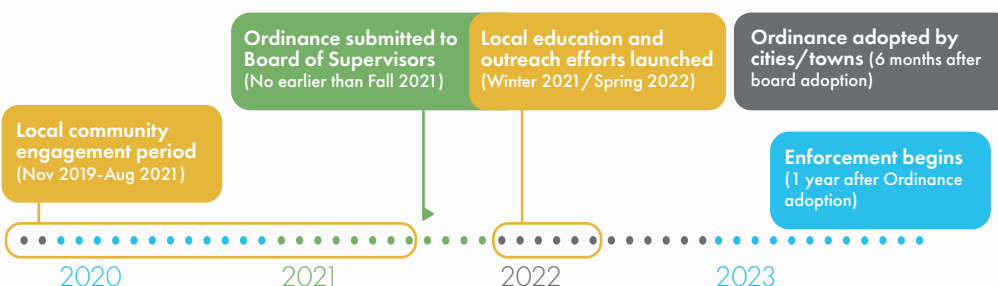 Ordinance submitted to
Board of Supervisors
(No earlier than Fall 2021)
Local education and
outreach efforts launched
(Winter 2021/Spring 2022)
Ordinance adopted by
cities/towns (6 months after
board adoption)
Local community
engagement period
(Nov 2019-Aug 2021)
Enforcement begins
(1 year after Ordinance
adoption)
2020
2021
2022
2023